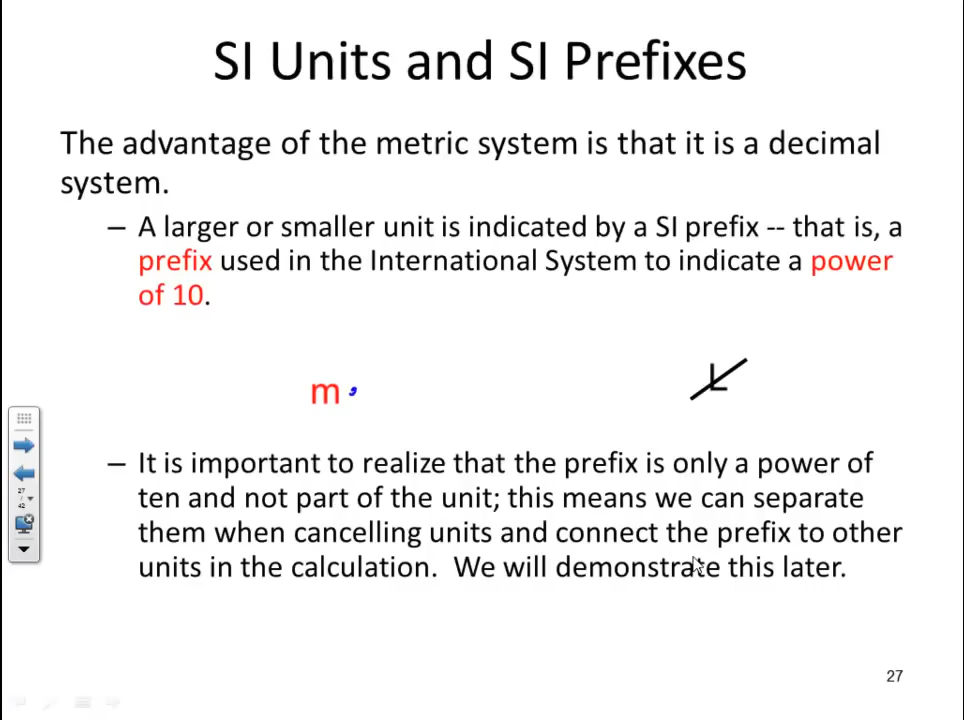 SI Units and SI Prefixes
The advantage of the metric system is that it is a decimal
system.
– A larger or smaller unit is indicated by a SI prefix -- that is, a
prefix used in the International System to indicate a power
of 10.
m , L
– It is important to realize that the prefix is only a power of
ten and not part of the unit; this means we can separate
them when cancelling units and connect the prefix to other
units in the calculation. We will demonstrate this later.
27
/
42
27